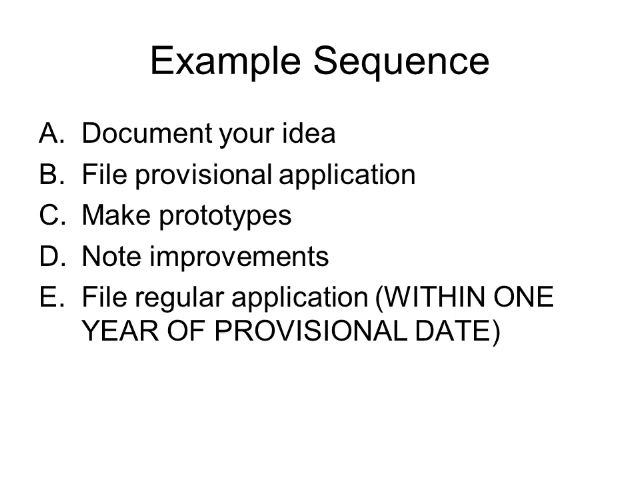 Example Sequence
A. Document your idea
B. File provisional application
C. Make prototypes
D. Note improvements
E. File regular application (WITHIN ONE
YEAR OF PROVISIONAL DATE)